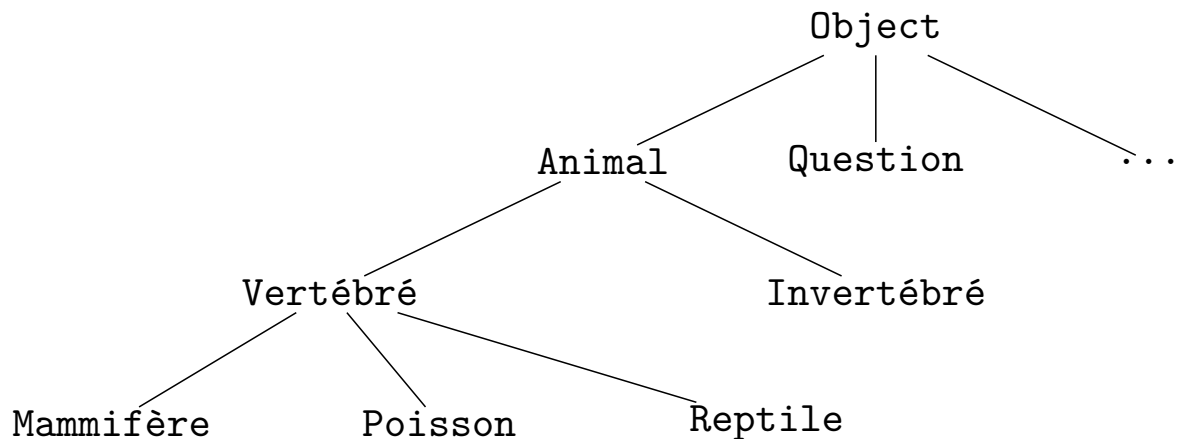 Object
Animal Question ...
Vertébré Invertébré
Mammifère Poisson Reptile